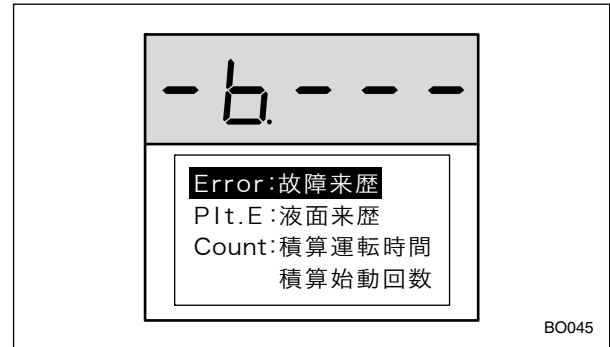 - b. - - -
Error:故障来歴
Plt.E:液面来歴
Count:積算運転時間
積算始動回数
BO045